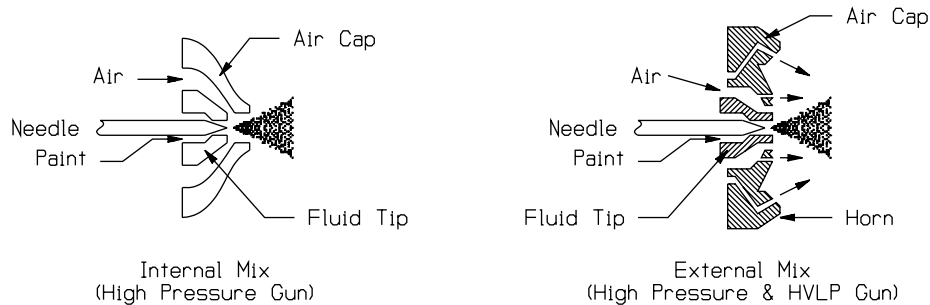 Air Cap
Air
Needle
Paint
Fluid Tip
Internal Mix
(High Pressure Gun)
Air Cap
Air
Needle
Paint
Fluid Tip
Horn
External Mix
(High Pressure & HVLP Gun)